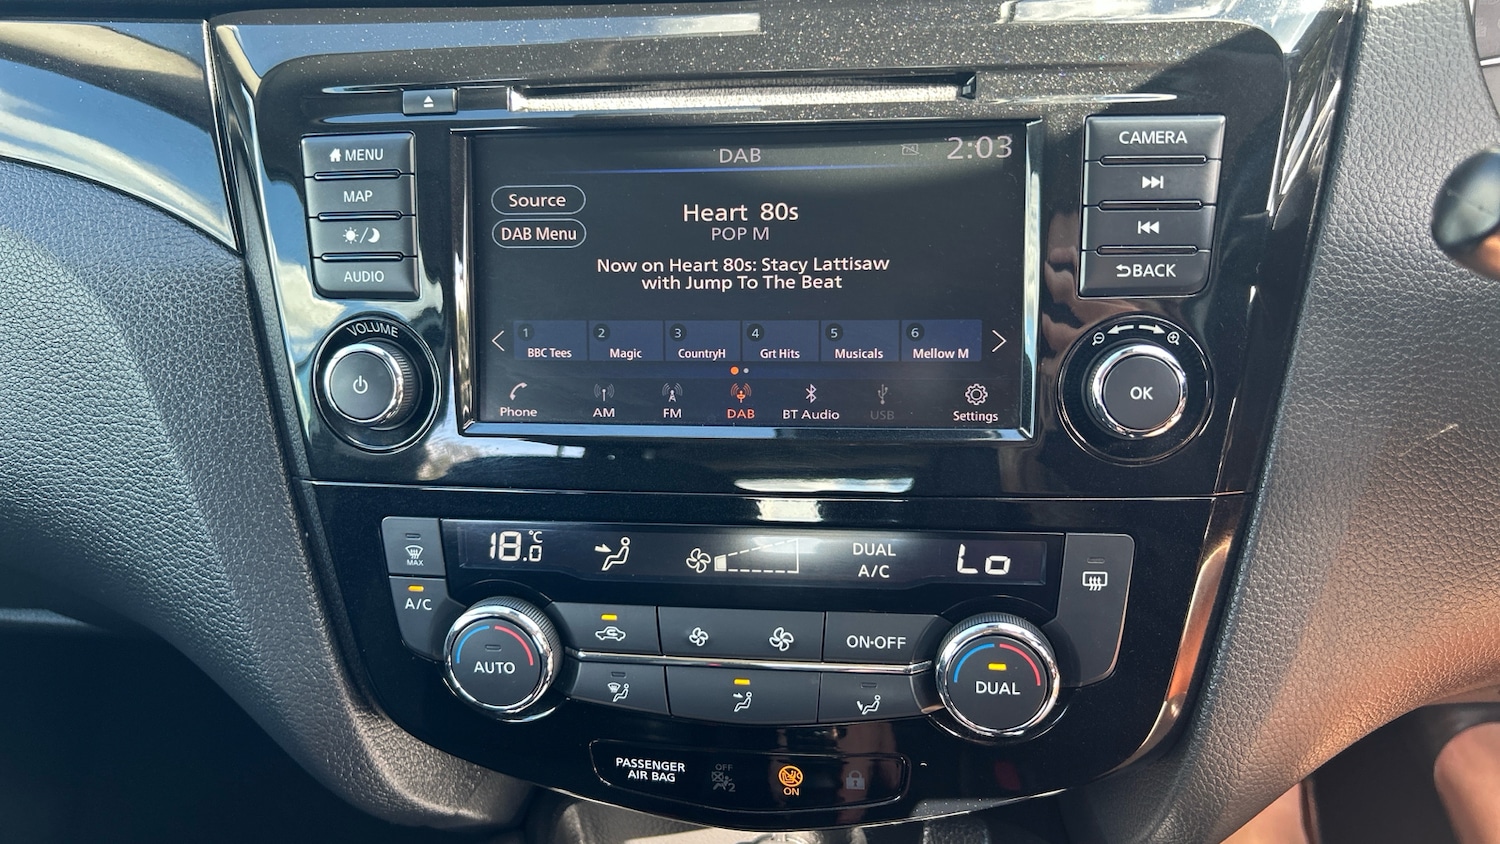 MENU
MAP
AUDIO
VOLUME
DAB
2:03
Source
DAB Menu
Heart 80s
POP M
Now on Heart 80s: Stacy Lattisaw
with Jump To The Beat
1 2 3 4 5 6
BBC Tees Magic CountryH Grt Hits Musicals Mellow M
Phone AM FM DAB BT Audio USB Settings
CAMERA
BACK
OK
MAX
A/C
18.0 °C
DUAL
A/C
Lo
AUTO
ON·OFF
DUAL
PASSENGER
AIR BAG
OFF
2
ON